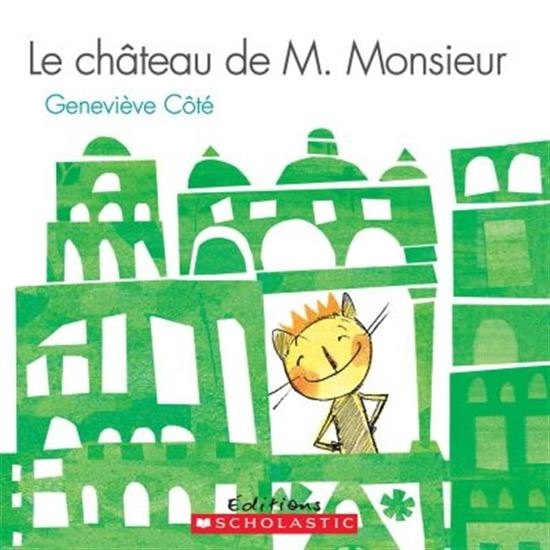 Le château de M. Monsieur
Geneviève Côté
Éditions
SCHOLASTIC